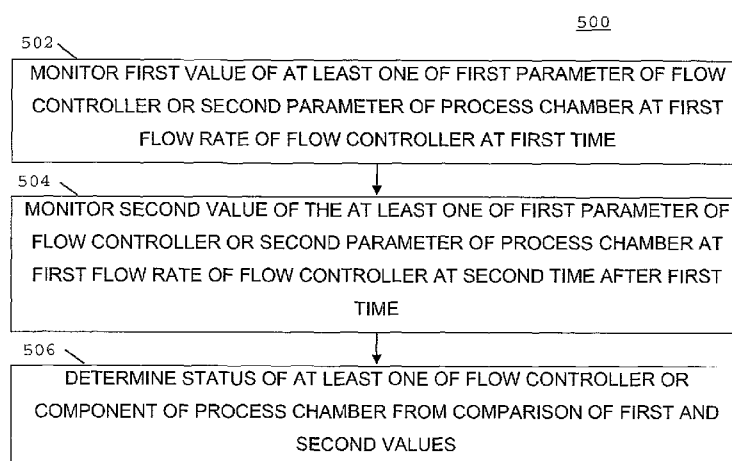 500
502
MONITOR FIRST VALUE OF AT LEAST ONE OF FIRST PARAMETER OF FLOW
CONTROLLER OR SECOND PARAMETER OF PROCESS CHAMBER AT FIRST
FLOW RATE OF FLOW CONTROLLER AT FIRST TIME
504
MONITOR SECOND VALUE OF THE AT LEAST ONE OF FIRST PARAMETER OF
FLOW CONTROLLER OR SECOND PARAMETER OF PROCESS CHAMBER AT
FIRST FLOW RATE OF FLOW CONTROLLER AT SECOND TIME AFTER FIRST
TIME
506
DETERMINE STATUS OF AT LEAST ONE OF FLOW CONTROLLER OR
COMPONENT OF PROCESS CHAMBER FROM COMPARISON OF FIRST AND
SECOND VALUES